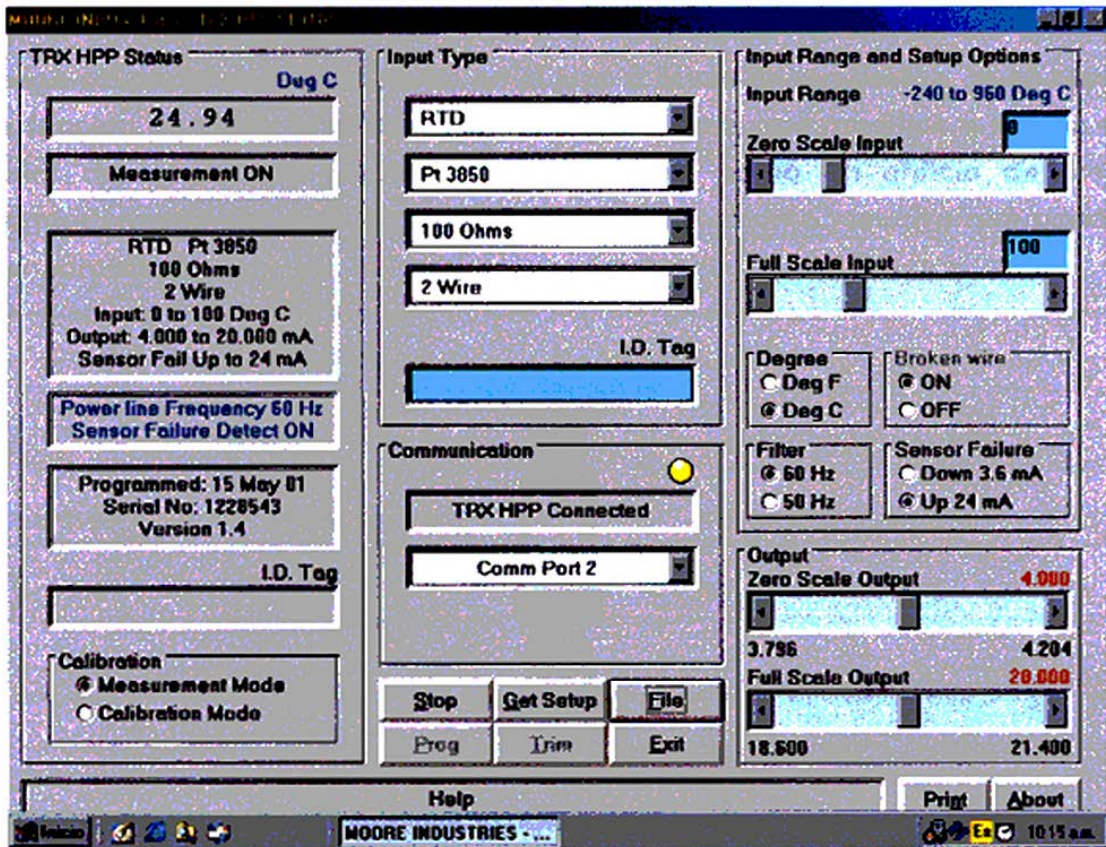 TRX HPP Status
Dug C
24.94
Measurement ON
RTD Pt 3850
100 Ohms
2 Wire
Input: 0 to 100 Deg C
Output: 4.000 to 20.000 mA
Sensor Fail Up to 24 mA
Power line Frequency 60 Hz
Sensor Failure Detect ON
Programmed: 15 May 01
Serial No: 1228543
Version 1.4
I.D. Tag
Calibration
Measurement Mode
Calibration Mode
Input Type
RTD
Pt 3850
100 Ohms
2 Wire
I.D. Tag
Communication
TRX HPP Connected
Comm Port 2
Stop
Get Setup
File
Prog
Trim
Exit
Input Range and Setup Options
Input Range -240 to 960 Deg C
0
Zero Scale Input
100
Full Scale Input
Degree
Deg F
Deg C
Broken wire
ON
OFF
Filter
60 Hz
50 Hz
Sensor Failure
Down 3.6 mA
Up 24 mA
Output
Zero Scale Output 4.000
3.796 4.204
Full Scale Output 20.000
18.600 21.400
Help
Print
About
Inicio
MOORE INDUSTRIES - ...
En
10:15 a.m.